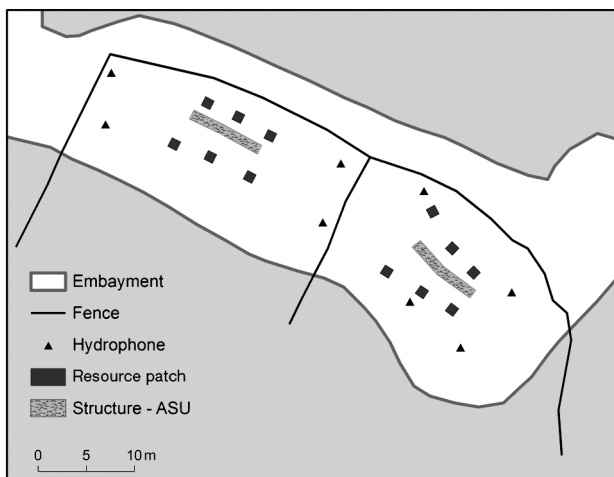 Embayment
Fence
Hydrophone
Resource patch
Structure - ASU
0 5 10 m